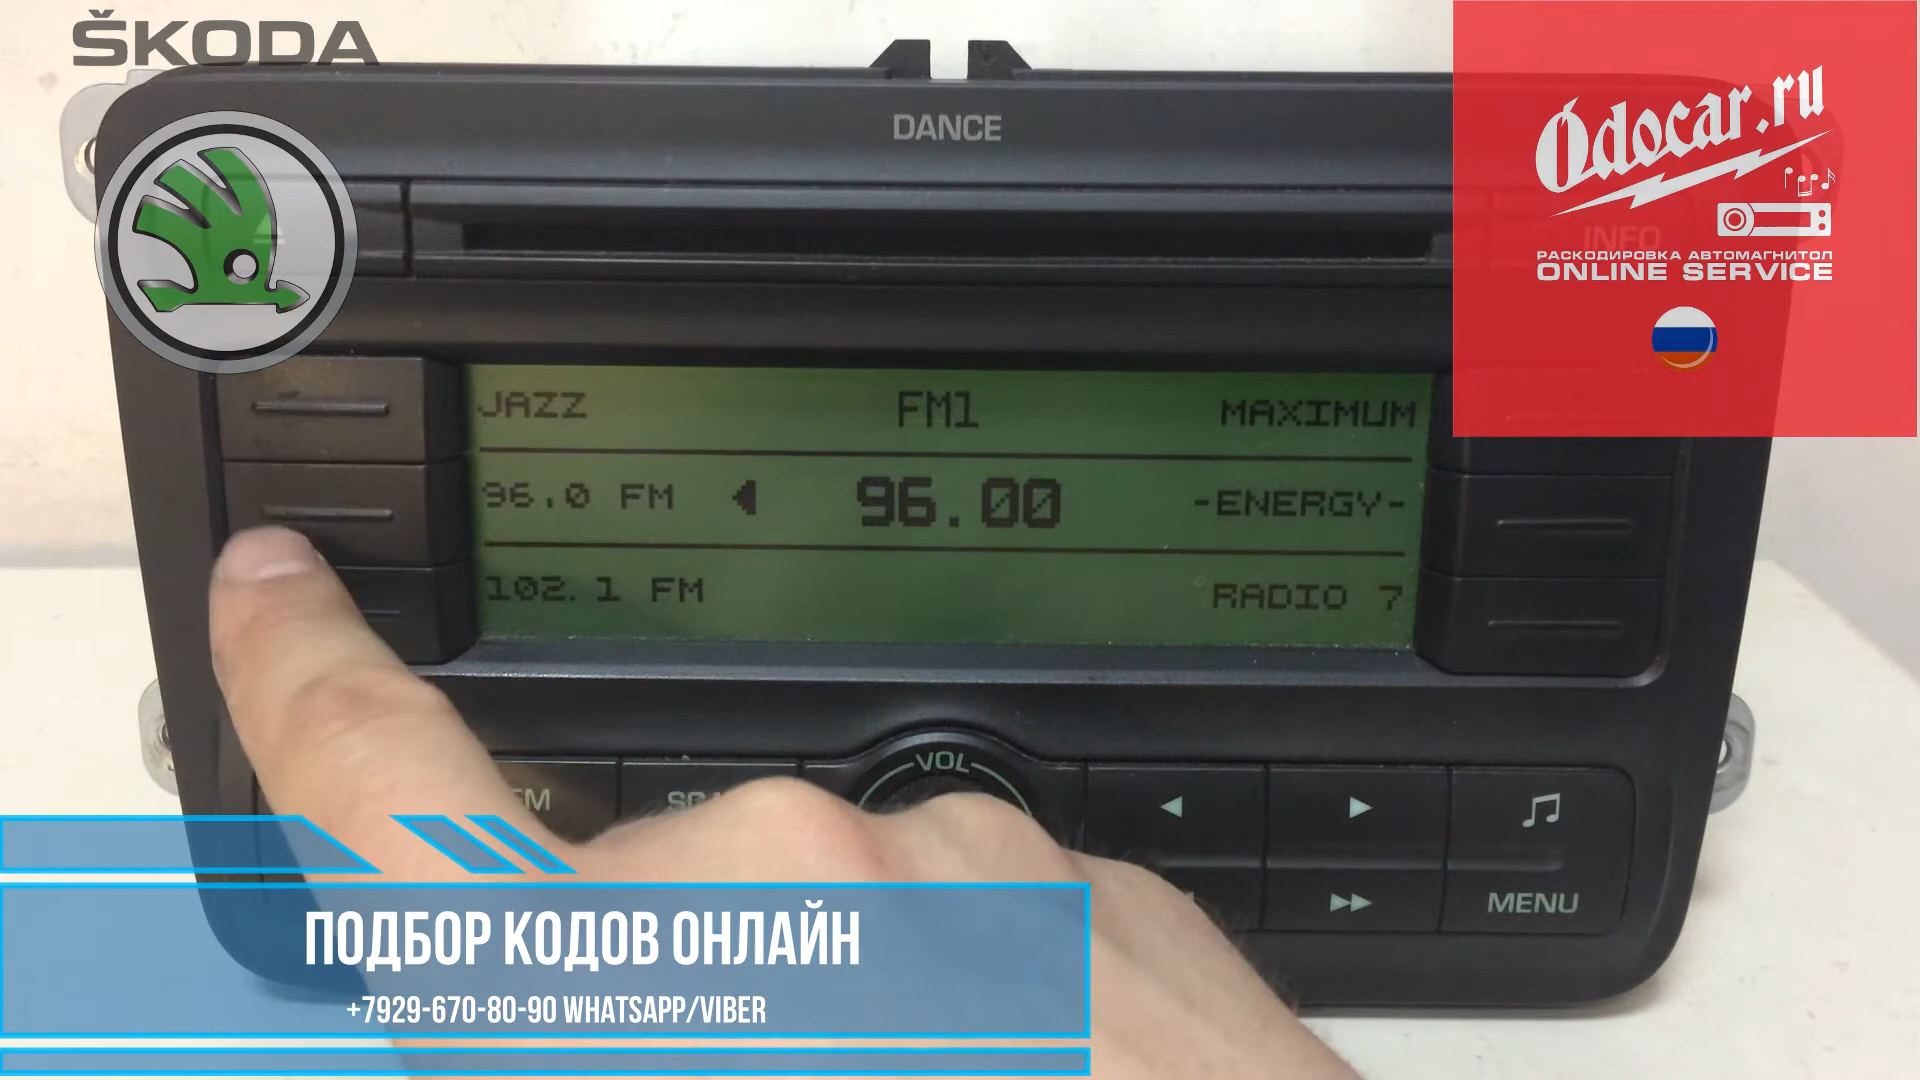 ŠKODA
DANCE
Odocar.ru
INFO
РАСКОДИРОВКА АВТОМАГНИТОЛ
ONLINE SERVICE
JAZZ FM1 MAXIMUM
96.0 FM 96.00 -ENERGY-
102.1 FM RADIO 7
VOL
MENU
ПОДБОР КОДОВ ОНЛАЙН
+7929-670-80-90 WHATSAPP/VIBER